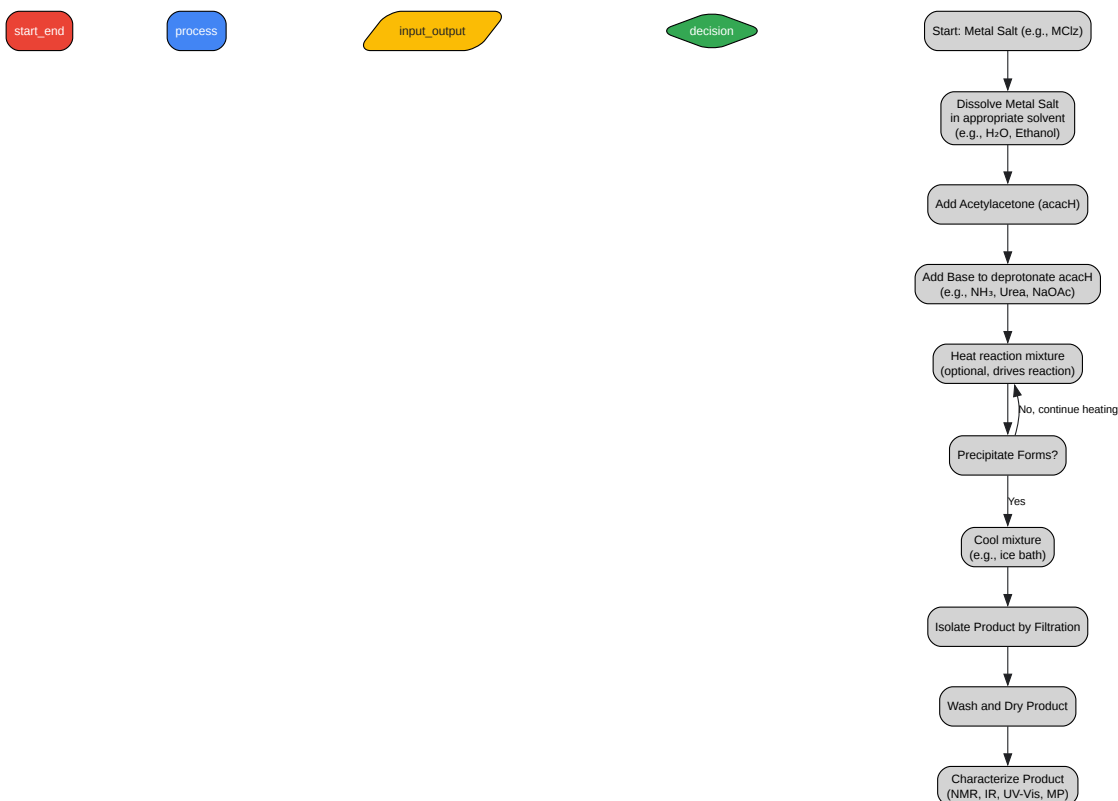 start_end
process
input_output
decision
Start: Metal Salt (e.g., MClz)
Dissolve Metal Salt
in appropriate solvent
(e.g., H₂O, Ethanol)
Add Acetylacetone (acacH)
Add Base to deprotonate acacH
(e.g., NH₃, Urea, NaOAc)
Heat reaction mixture
(optional, drives reaction)
No, continue heating
Precipitate Forms?
Yes
Cool mixture
(e.g., ice bath)
Isolate Product by Filtration
Wash and Dry Product
Characterize Product
(NMR, IR, UV-Vis, MP)